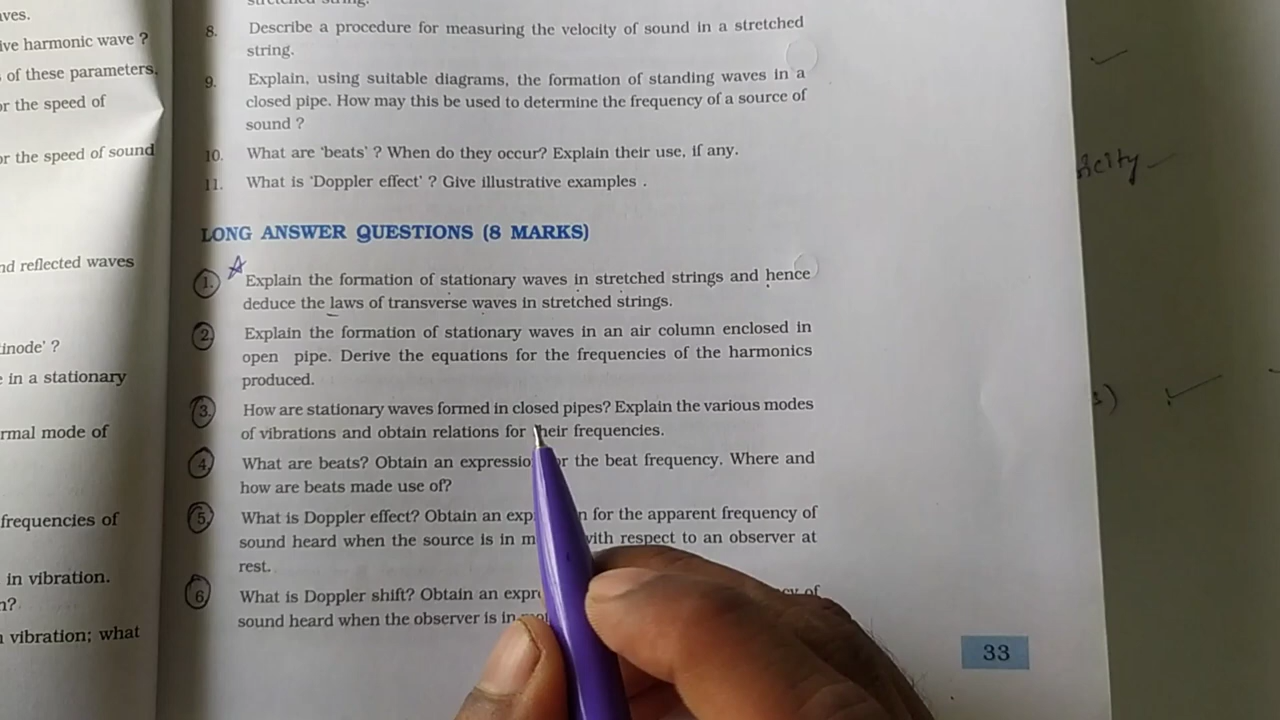 aves.
ive harmonic wave ?
of these parameters,
or the speed of
or the speed of sound
nd reflected waves
inode' ?
e in a stationary
rmal mode of
frequencies of
in vibration.
n?
n vibration; what
stretched string.
8. Describe a procedure for measuring the velocity of sound in a stretched
string.
9. Explain, using suitable diagrams, the formation of standing waves in a
closed pipe. How may this be used to determine the frequency of a source of
sound ?
10. What are 'beats' ? When do they occur? Explain their use, if any.
11. What is 'Doppler effect' ? Give illustrative examples .
LONG ANSWER QUESTIONS (8 MARKS)
1. Explain the formation of stationary waves in stretched strings and hence
deduce the laws of transverse waves in stretched strings.
2. Explain the formation of stationary waves in an air column enclosed in
open pipe. Derive the equations for the frequencies of the harmonics
produced.
3. How are stationary waves formed in closed pipes? Explain the various modes
of vibrations and obtain relations for their frequencies.
4. What are beats? Obtain an expressio or the beat frequency. Where and
how are beats made use of?
5. What is Doppler effect? Obtain an exp n for the apparent frequency of
sound heard when the source is in m with respect to an observer at
rest.
6 What is Doppler shift? Obtain an expre cy of
sound heard when the observer is in mo
33
icity
s)